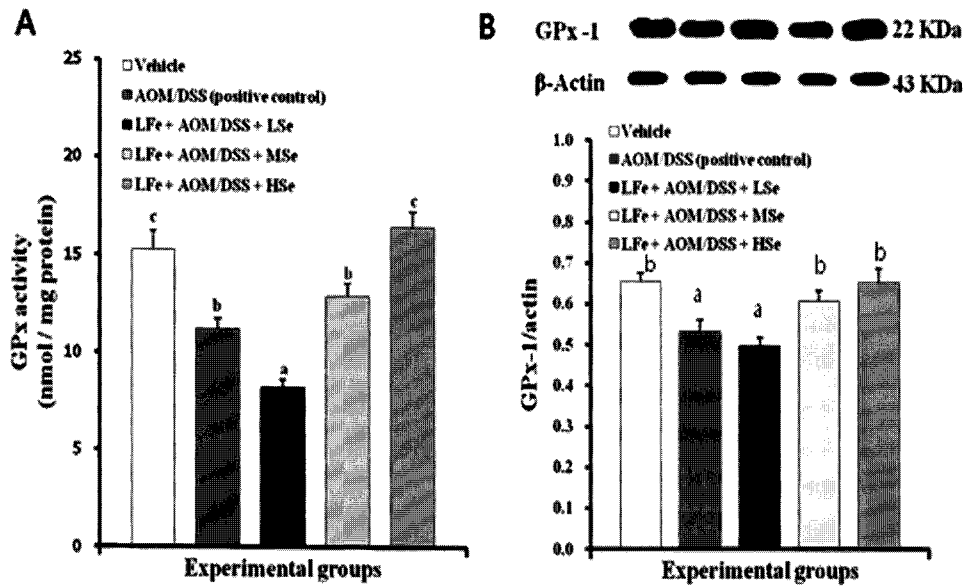 A
25
20
15
10
5
0
GPx activity
(nmol / mg protein)
Vehicle
AOM/DSS (positive control)
LFe + AOM/DSS + LSe
LFe + AOM/DSS + MSe
LFe + AOM/DSS + HSe
c
b
a
b
c
Experimental groups
B
GPx -1
22 KDa
β-Actin
43 KDa
1.0
0.9
0.8
0.7
0.6
0.5
0.4
0.3
0.2
0.1
0.0
GPx-1/actin
Vehicle
AOM/DSS (positive control)
LFe + AOM/DSS + LSe
LFe + AOM/DSS + MSe
LFe + AOM/DSS + HSe
b
a
a
b
b
Experimental groups